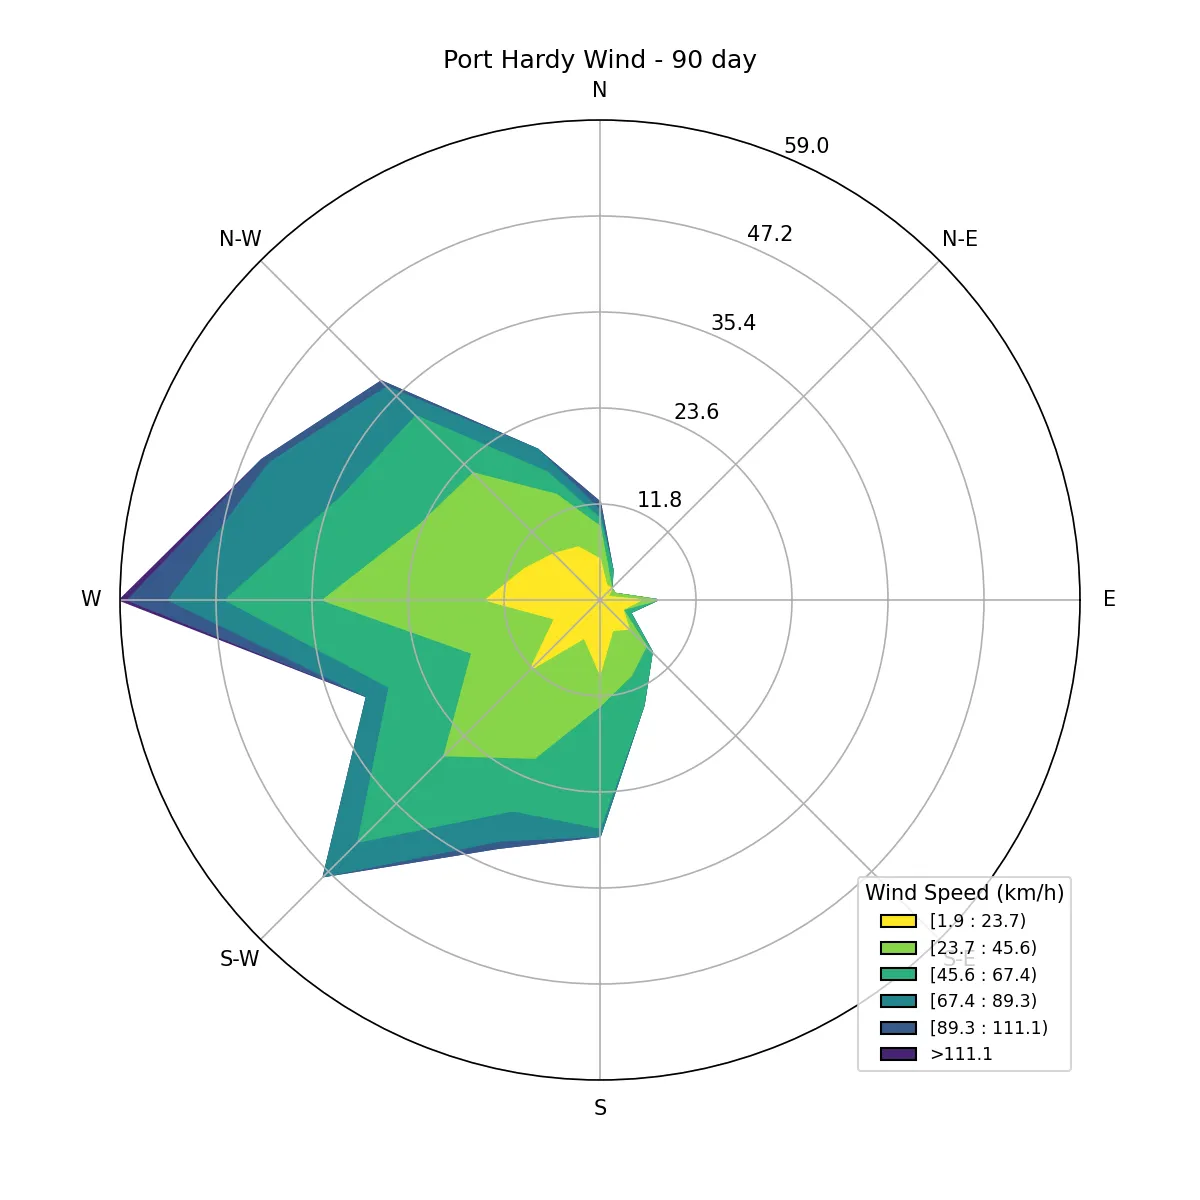 Port Hardy Wind - 90 day
N
59.0
47.2
N-W
N-E
35.4
23.6
11.8
W
E
S-W
S-E
S
Wind Speed (km/h)
[1.9 : 23.7)
[23.7 : 45.6)
[45.6 : 67.4)
[67.4 : 89.3)
[89.3 : 111.1)
>111.1